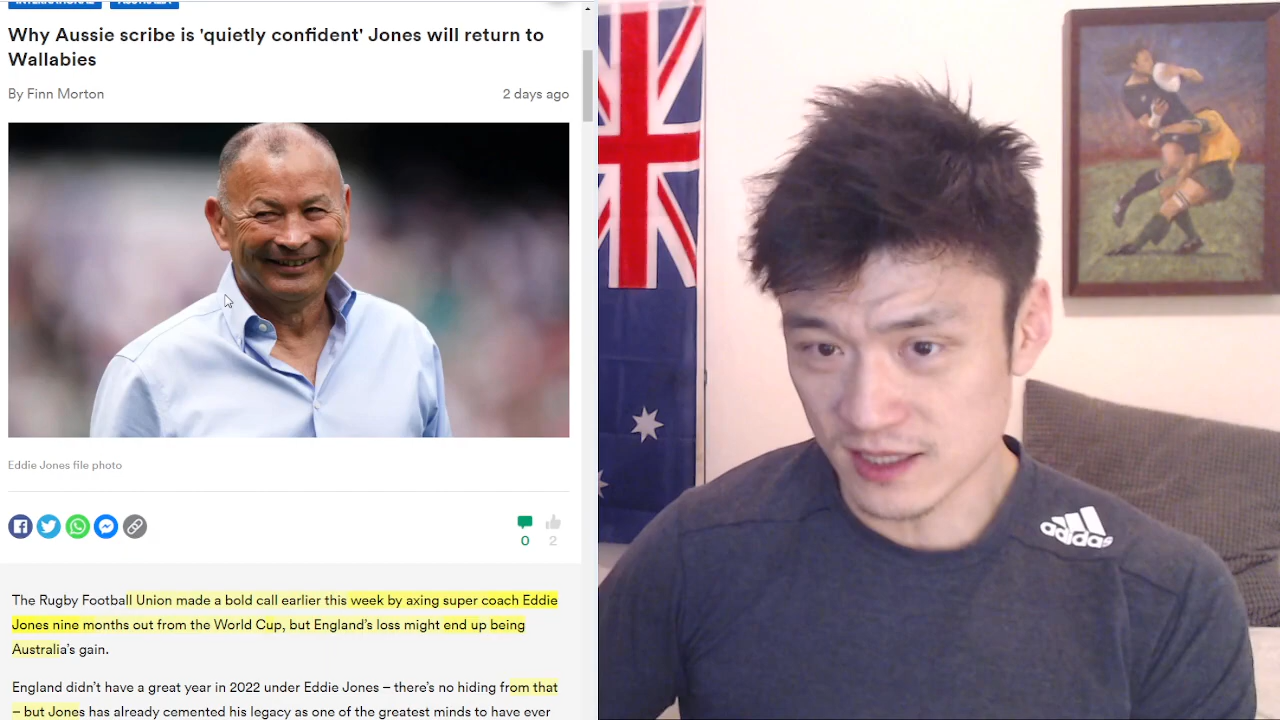 INTERNATIONAL AUSTRALIA
Why Aussie scribe is 'quietly confident' Jones will return to
Wallabies
By Finn Morton 2 days ago
Eddie Jones file photo
0 2
The Rugby Football Union made a bold call earlier this week by axing super coach Eddie
Jones nine months out from the World Cup, but England's loss might end up being
Australia's gain.
England didn't have a great year in 2022 under Eddie Jones – there's no hiding from that
– but Jones has already cemented his legacy as one of the greatest minds to have ever
adidas